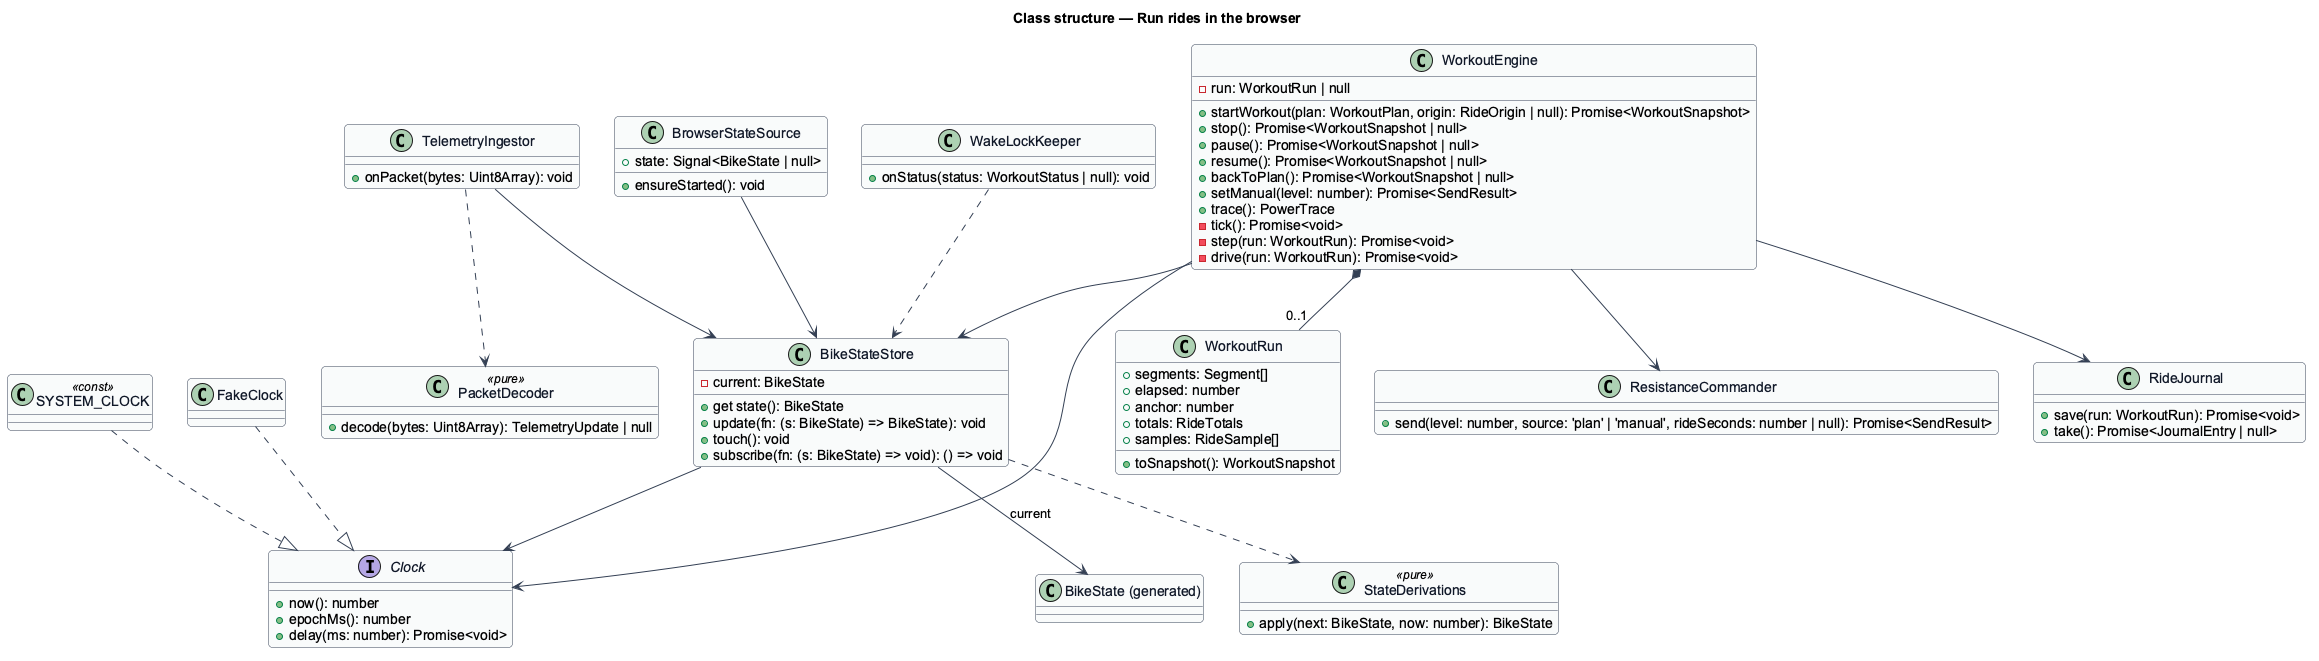 Class structure — Run rides in the browser
WorkoutEngine
run: WorkoutRun | null
startWorkout(plan: WorkoutPlan, origin: RideOrigin | null): Promise<WorkoutSnapshot>
stop(): Promise<WorkoutSnapshot | null>
pause(): Promise<WorkoutSnapshot | null>
resume(): Promise<WorkoutSnapshot | null>
backToPlan(): Promise<WorkoutSnapshot | null>
setManual(level: number): Promise<SendResult>
trace(): PowerTrace
tick(): Promise<void>
step(run: WorkoutRun): Promise<void>
drive(run: WorkoutRun): Promise<void>
TelemetryIngestor
onPacket(bytes: Uint8Array): void
BrowserStateSource
state: Signal<BikeState | null>
ensureStarted(): void
WakeLockKeeper
onStatus(status: WorkoutStatus | null): void
0..1
«const»
SYSTEM_CLOCK
FakeClock
«pure»
PacketDecoder
decode(bytes: Uint8Array): TelemetryUpdate | null
BikeStateStore
current: BikeState
get state(): BikeState
update(fn: (s: BikeState) => BikeState): void
touch(): void
subscribe(fn: (s: BikeState) => void): () => void
WorkoutRun
segments: Segment[]
elapsed: number
anchor: number
totals: RideTotals
samples: RideSample[]
toSnapshot(): WorkoutSnapshot
ResistanceCommander
send(level: number, source: 'plan' | 'manual', rideSeconds: number | null): Promise<SendResult>
RideJournal
save(run: WorkoutRun): Promise<void>
take(): Promise<JournalEntry | null>
current
Clock
now(): number
epochMs(): number
delay(ms: number): Promise<void>
BikeState (generated)
«pure»
StateDerivations
apply(next: BikeState, now: number): BikeState